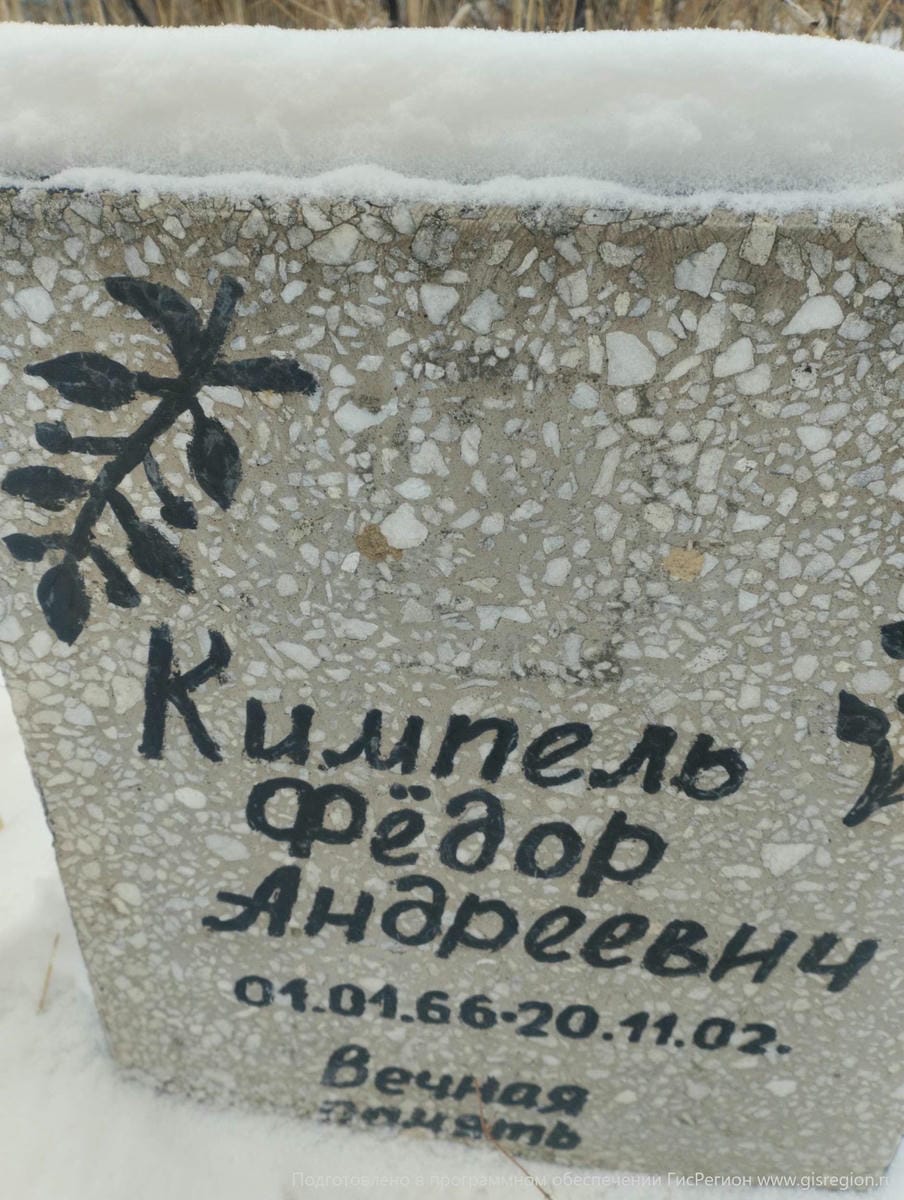 Кимпель
Фёдор
Андреевич
01.01.66-20.11.02.
Вечная
память
Подготовлено в программном обеспечении ГисРегион www.gisregion.ru